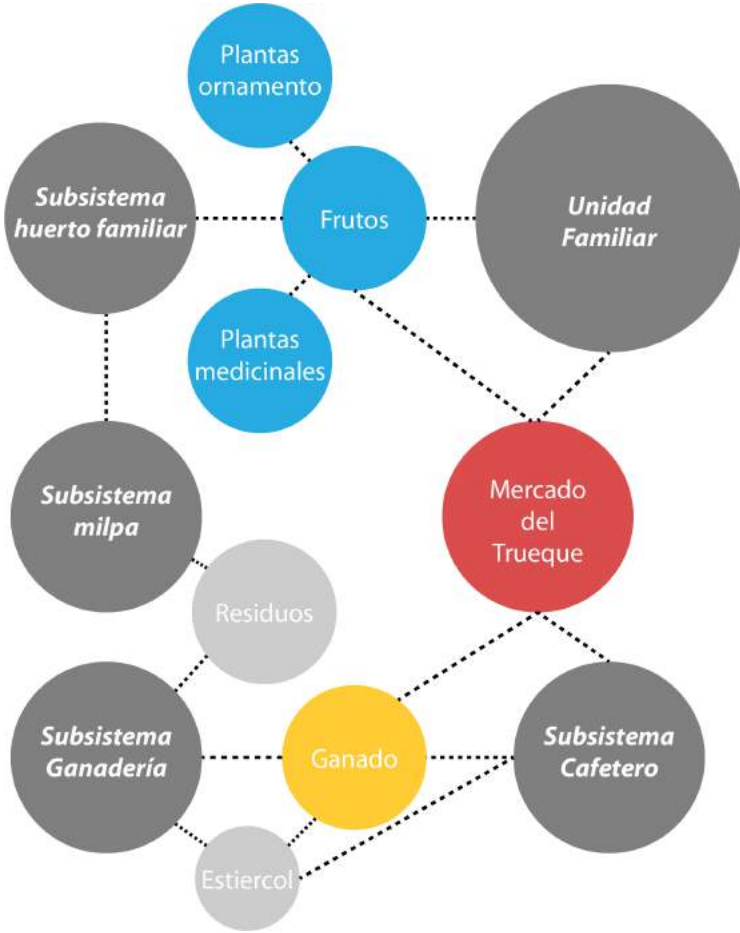 Plantas
ornamento
Subsistema
huerto familiar
Frutos
Unidad
Familiar
Plantas
medicinales
Subsistema
milpa
Mercado
del
Trueque
Residuos
Subsistema
Ganadería
Ganado
Subsistema
Cafetero
Estiercol